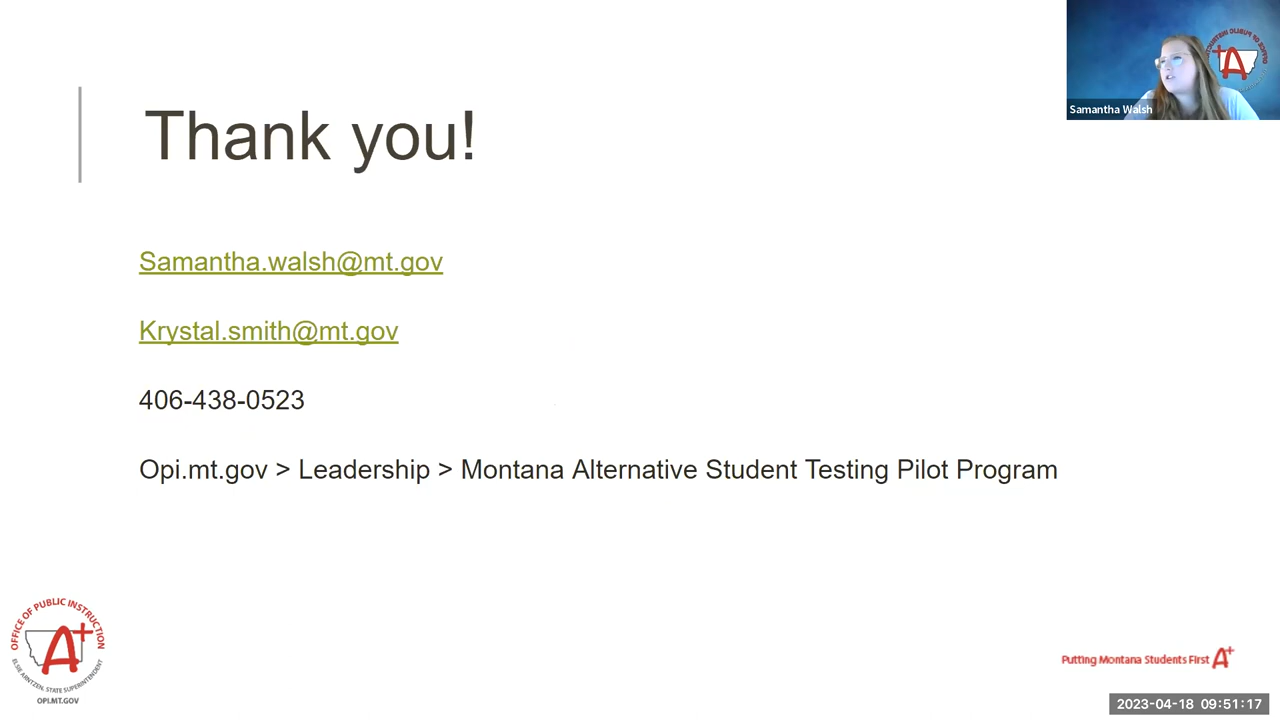 Thank you!
Samantha Walsh
Samantha.walsh@mt.gov
Krystal.smith@mt.gov
406-438-0523
Opi.mt.gov > Leadership > Montana Alternative Student Testing Pilot Program
OFFICE OF PUBLIC INSTRUCTION
A+
ELSIE ARNTZEN, STATE SUPERINTENDENT
OPI.MT.GOV
Putting Montana Students First A+
2023-04-18 09:51:17